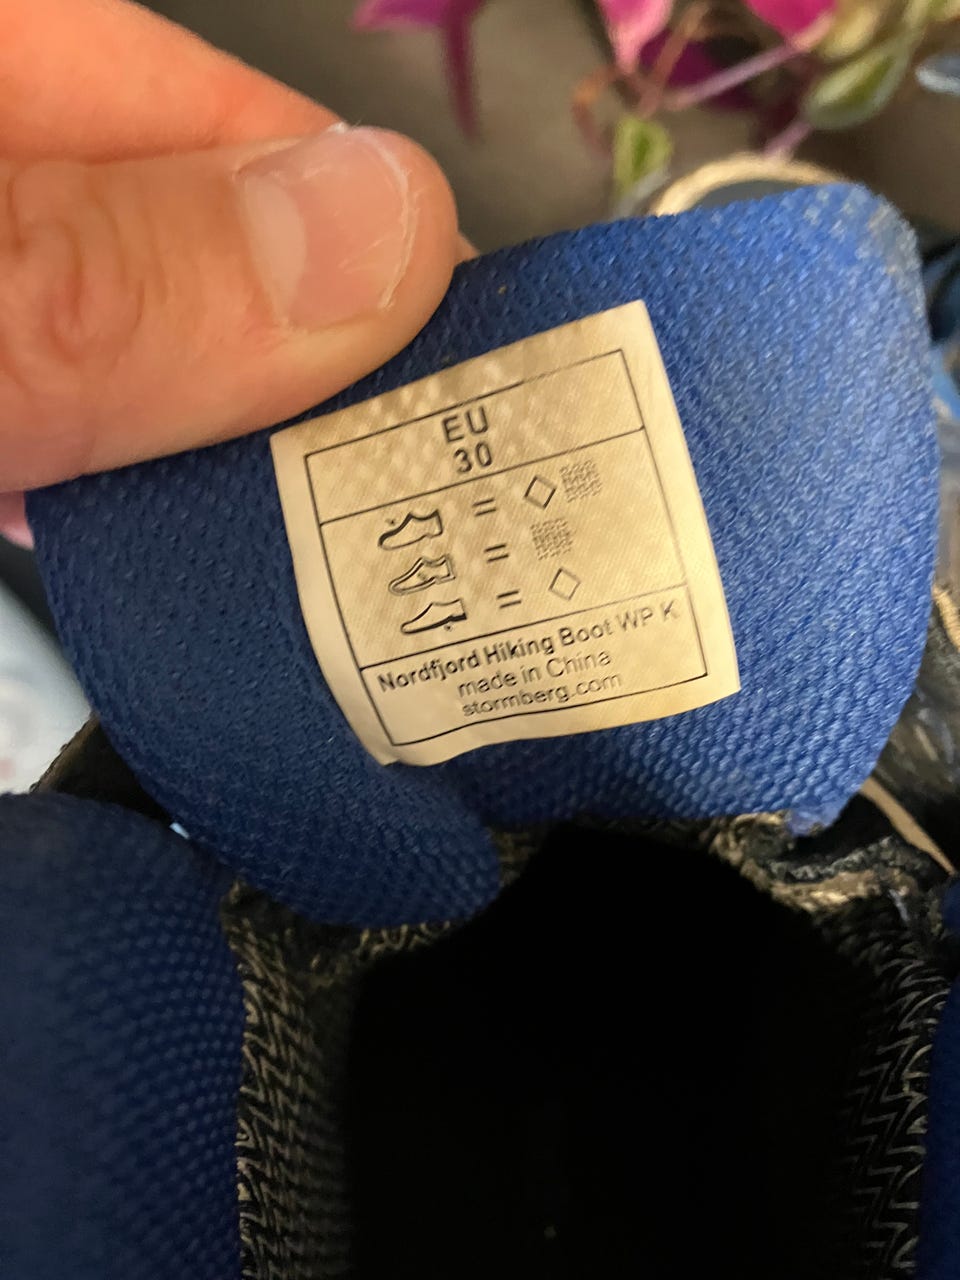 EU
30
=
=
=
Nordfjord Hiking Boot WP K
made in China
stormberg.com